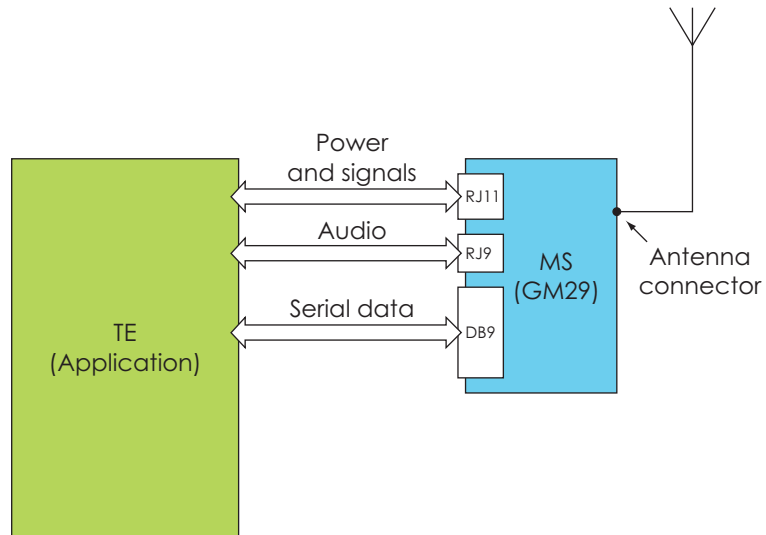 Power
and signals
RJ11
Audio
RJ9
MS
(GM29)
Antenna
connector
Serial data
DB9
TE
(Application)